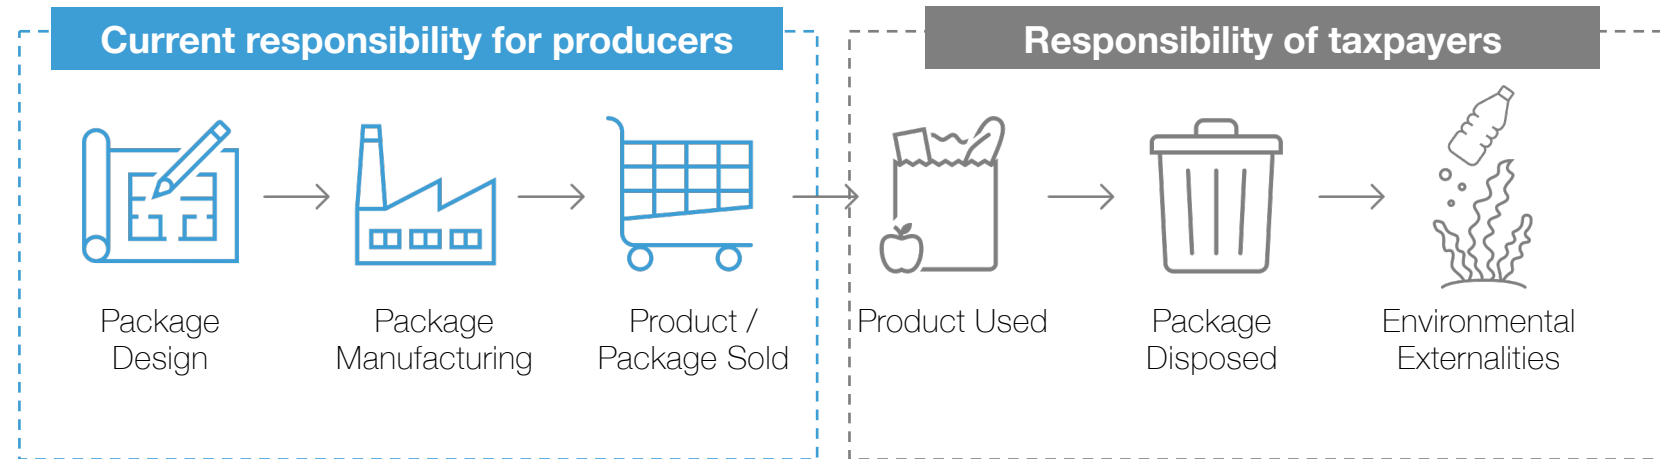 Current responsibility for producers
Responsibility of taxpayers
Package
Design
Package
Manufacturing
Product /
Package Sold
Product Used
Package
Disposed
Environmental
Externalities